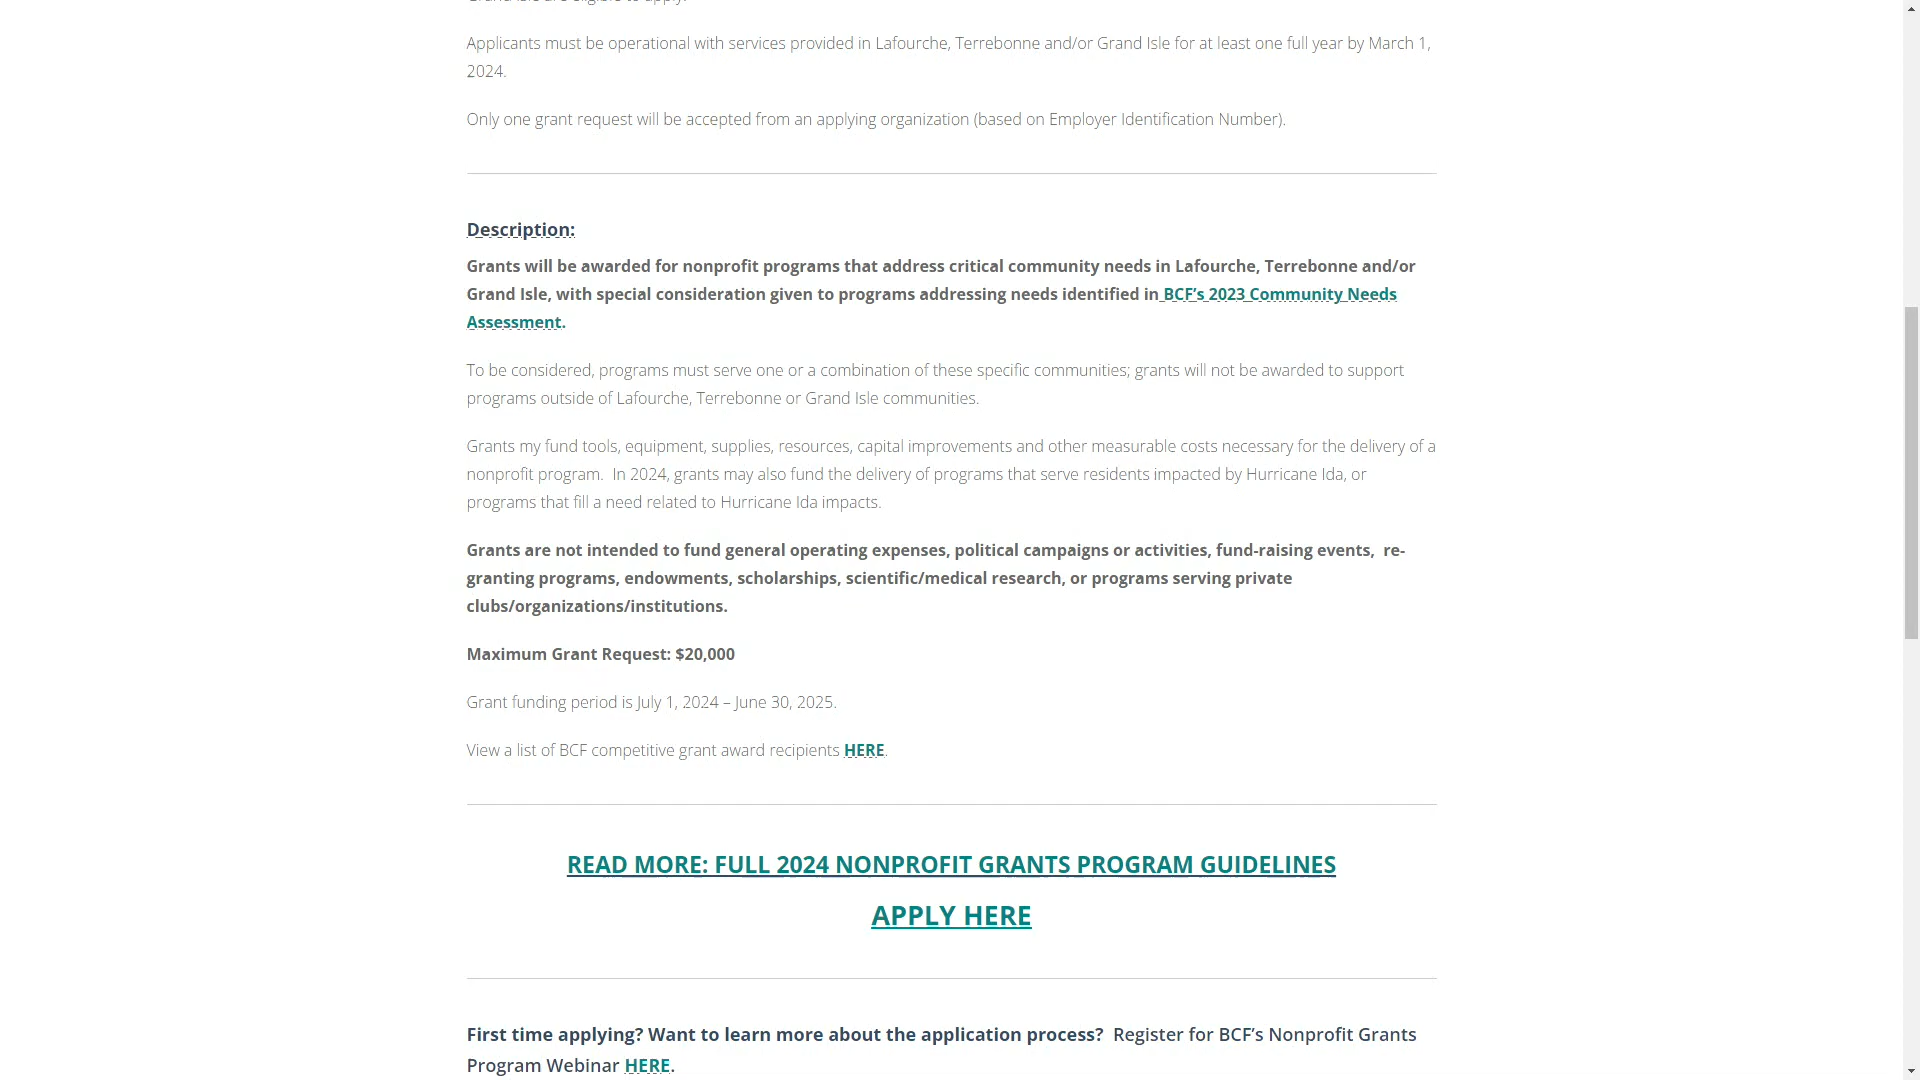 Applicants must be operational with services provided in Lafourche, Terrebonne and/or Grand Isle for at least one full year by March 1,
2024.
Only one grant request will be accepted from an applying organization (based on Employer Identification Number).
Description:
Grants will be awarded for nonprofit programs that address critical community needs in Lafourche, Terrebonne and/or
Grand Isle, with special consideration given to programs addressing needs identified in BCF’s 2023 Community Needs
Assessment.
To be considered, programs must serve one or a combination of these specific communities; grants will not be awarded to support
programs outside of Lafourche, Terrebonne or Grand Isle communities.
Grants my fund tools, equipment, supplies, resources, capital improvements and other measurable costs necessary for the delivery of a
nonprofit program.  In 2024, grants may also fund the delivery of programs that serve residents impacted by Hurricane Ida, or
programs that fill a need related to Hurricane Ida impacts.
Grants are not intended to fund general operating expenses, political campaigns or activities, fund-raising events,  re-
granting programs, endowments, scholarships, scientific/medical research, or programs serving private
clubs/organizations/institutions.
Maximum Grant Request: $20,000
Grant funding period is July 1, 2024 – June 30, 2025.
View a list of BCF competitive grant award recipients HERE.
READ MORE: FULL 2024 NONPROFIT GRANTS PROGRAM GUIDELINES
APPLY HERE
First time applying? Want to learn more about the application process?  Register for BCF’s Nonprofit Grants
Program Webinar HERE.